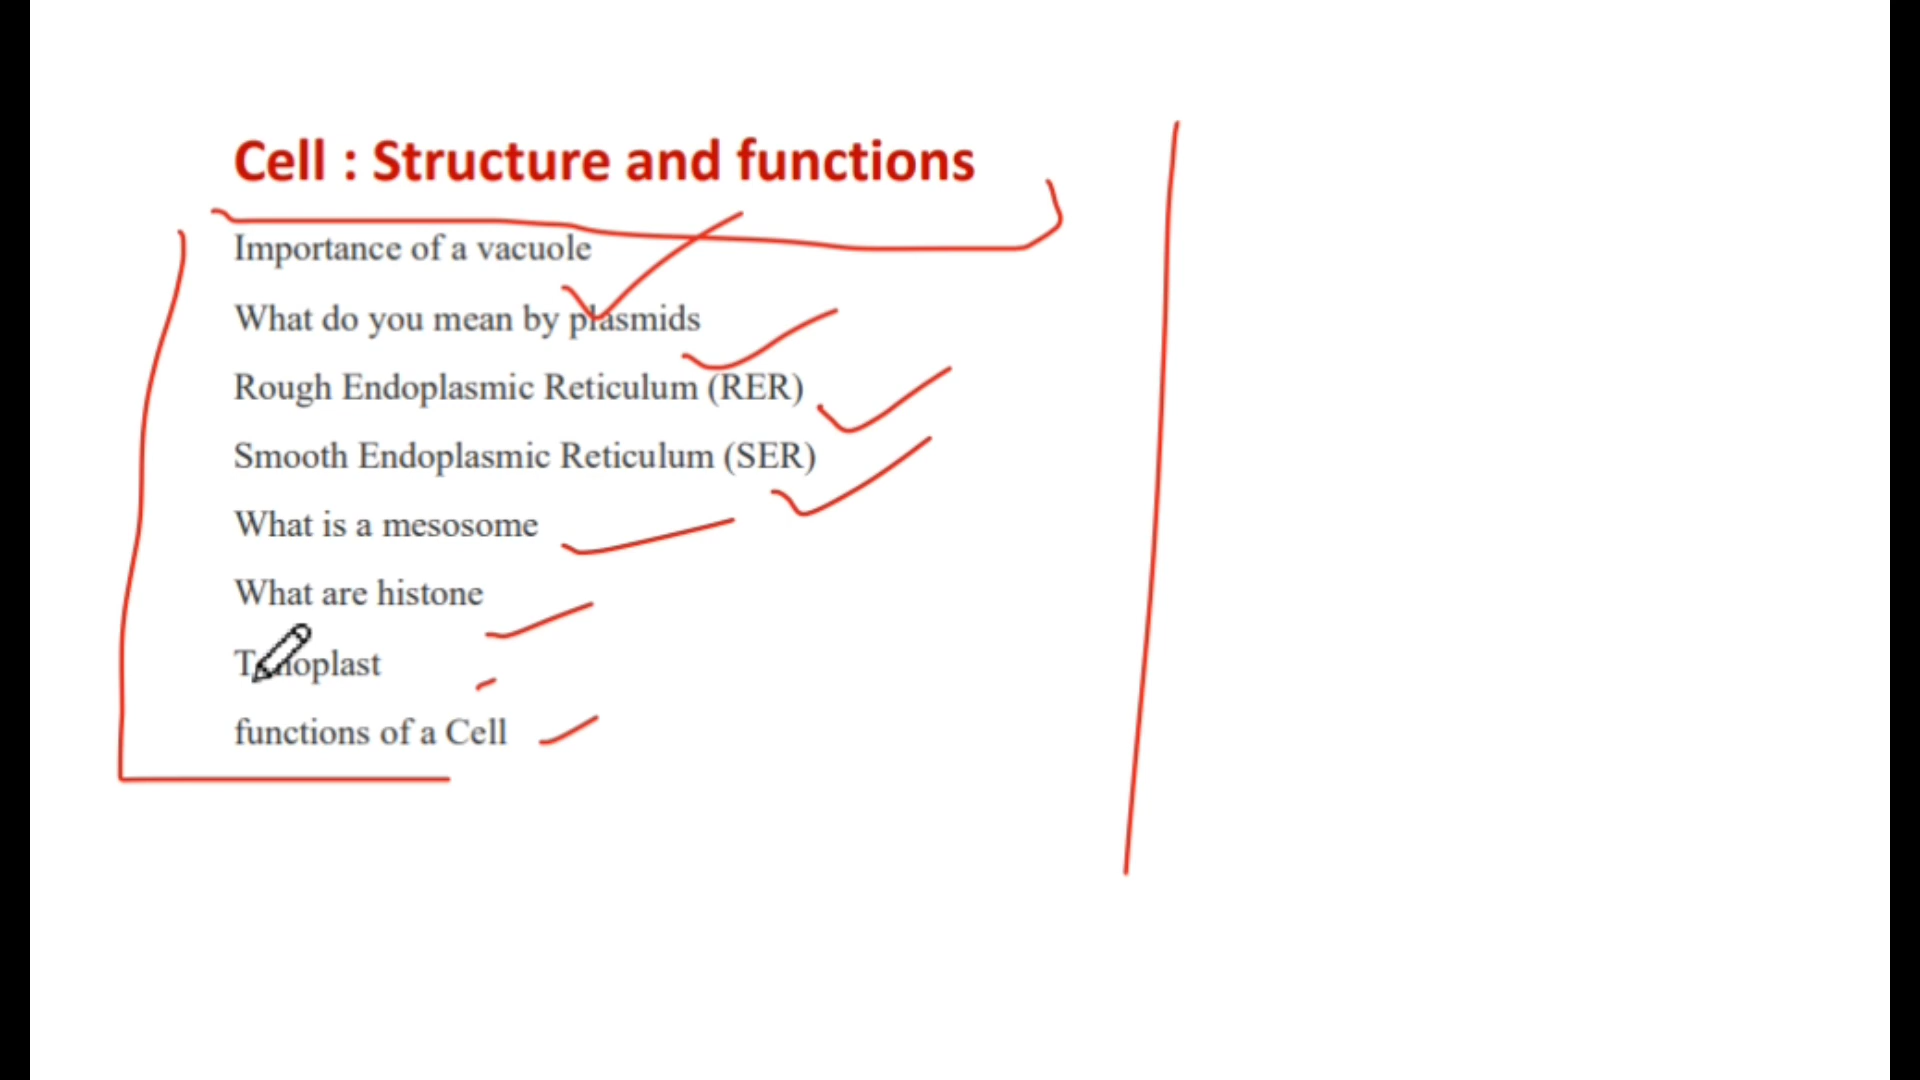 Cell : Structure and functions
Importance of a vacuole
What do you mean by plasmids
Rough Endoplasmic Reticulum (RER)
Smooth Endoplasmic Reticulum (SER)
What is a mesosome
What are histone
Tonoplast
functions of a Cell